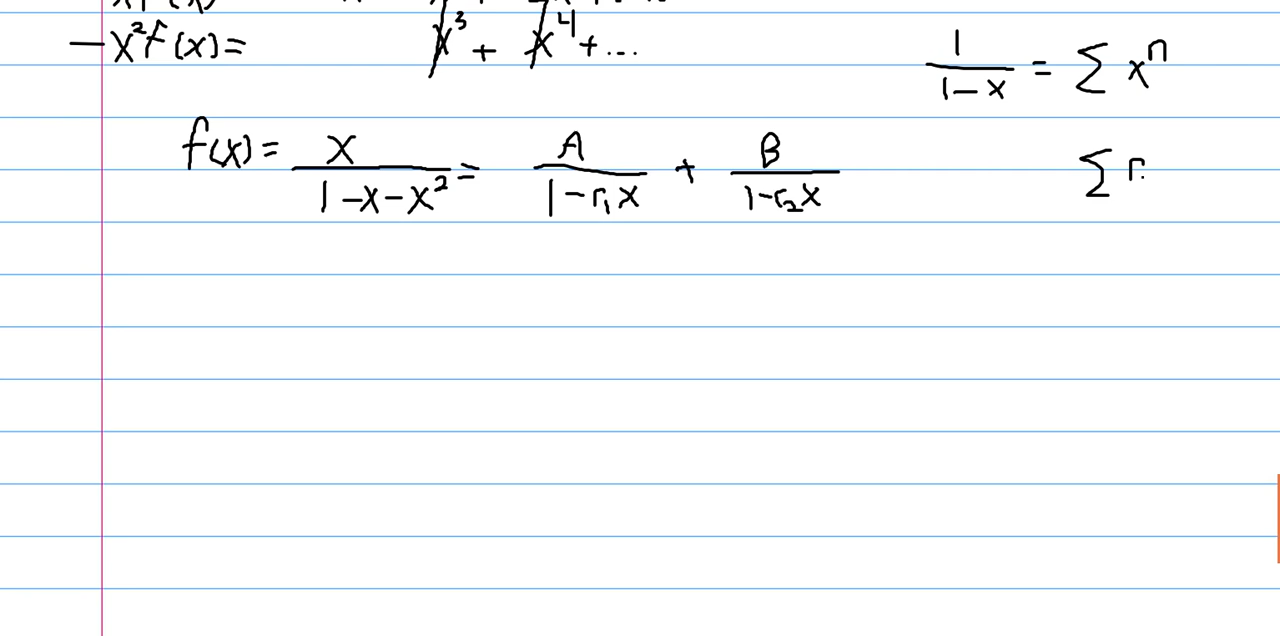 -x²f(x)= x³ + x⁴ + ...
1/(1-x) = ∑ xⁿ
f(x) = x/(1-x-x²) = A/(1-r₁x) + B/(1-r₂x)
∑ r